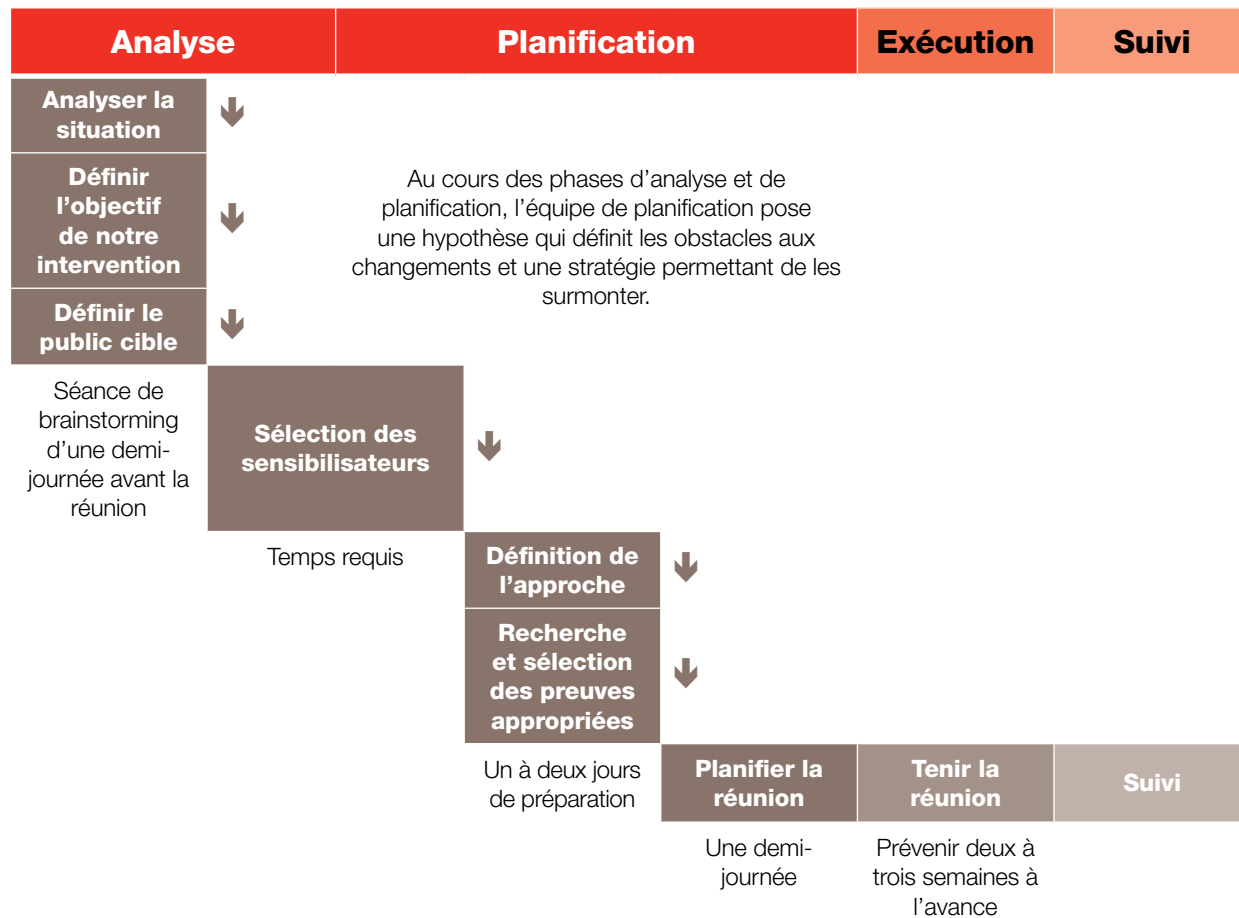 Analyse
Planification
Exécution
Suivi
Analyser la
situation
Définir
l’objectif
de notre
intervention
Au cours des phases d’analyse et de
planification, l’équipe de planification pose
une hypothèse qui définit les obstacles aux
changements et une stratégie permettant de les
surmonter.
Définir le
public cible
Séance de
brainstorming
d’une demi-
journée avant la
réunion
Sélection des
sensibilisateurs
Temps requis
Définition de
l’approche
Recherche
et sélection
des preuves
appropriées
Un à deux jours
de préparation
Planifier la
réunion
Tenir la
réunion
Suivi
Une demi-
journée
Prévenir deux à
trois semaines à
l’avance